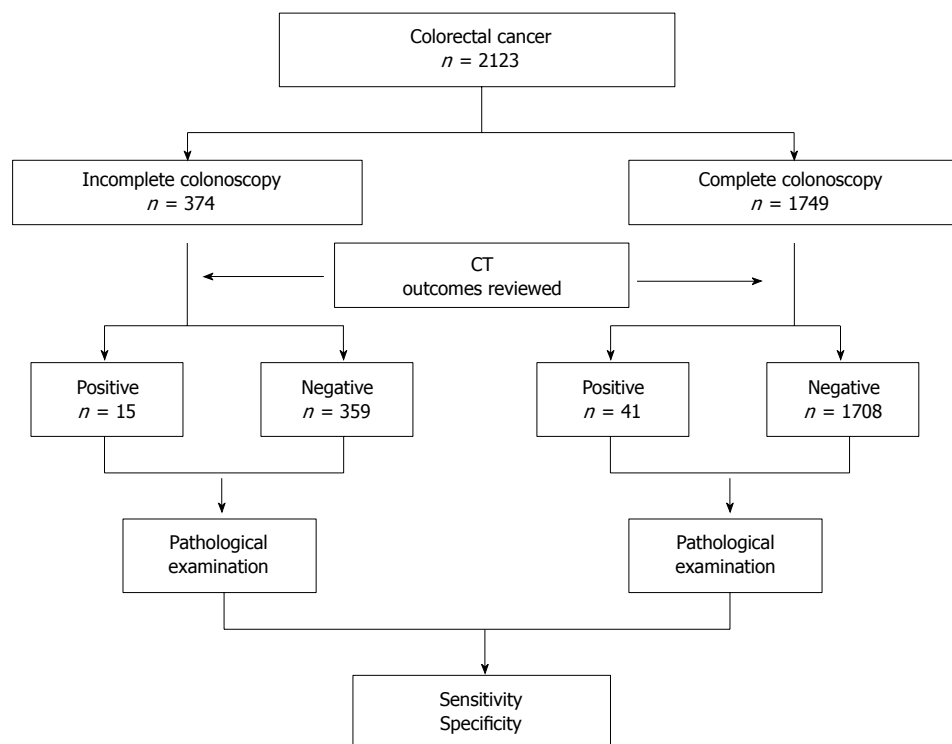 Colorectal cancer
n = 2123
Incomplete colonoscopy
n = 374
Complete colonoscopy
n = 1749
CT
outcomes reviewed
Positive
n = 15
Negative
n = 359
Positive
n = 41
Negative
n = 1708
Pathological
examination
Pathological
examination
Sensitivity
Specificity